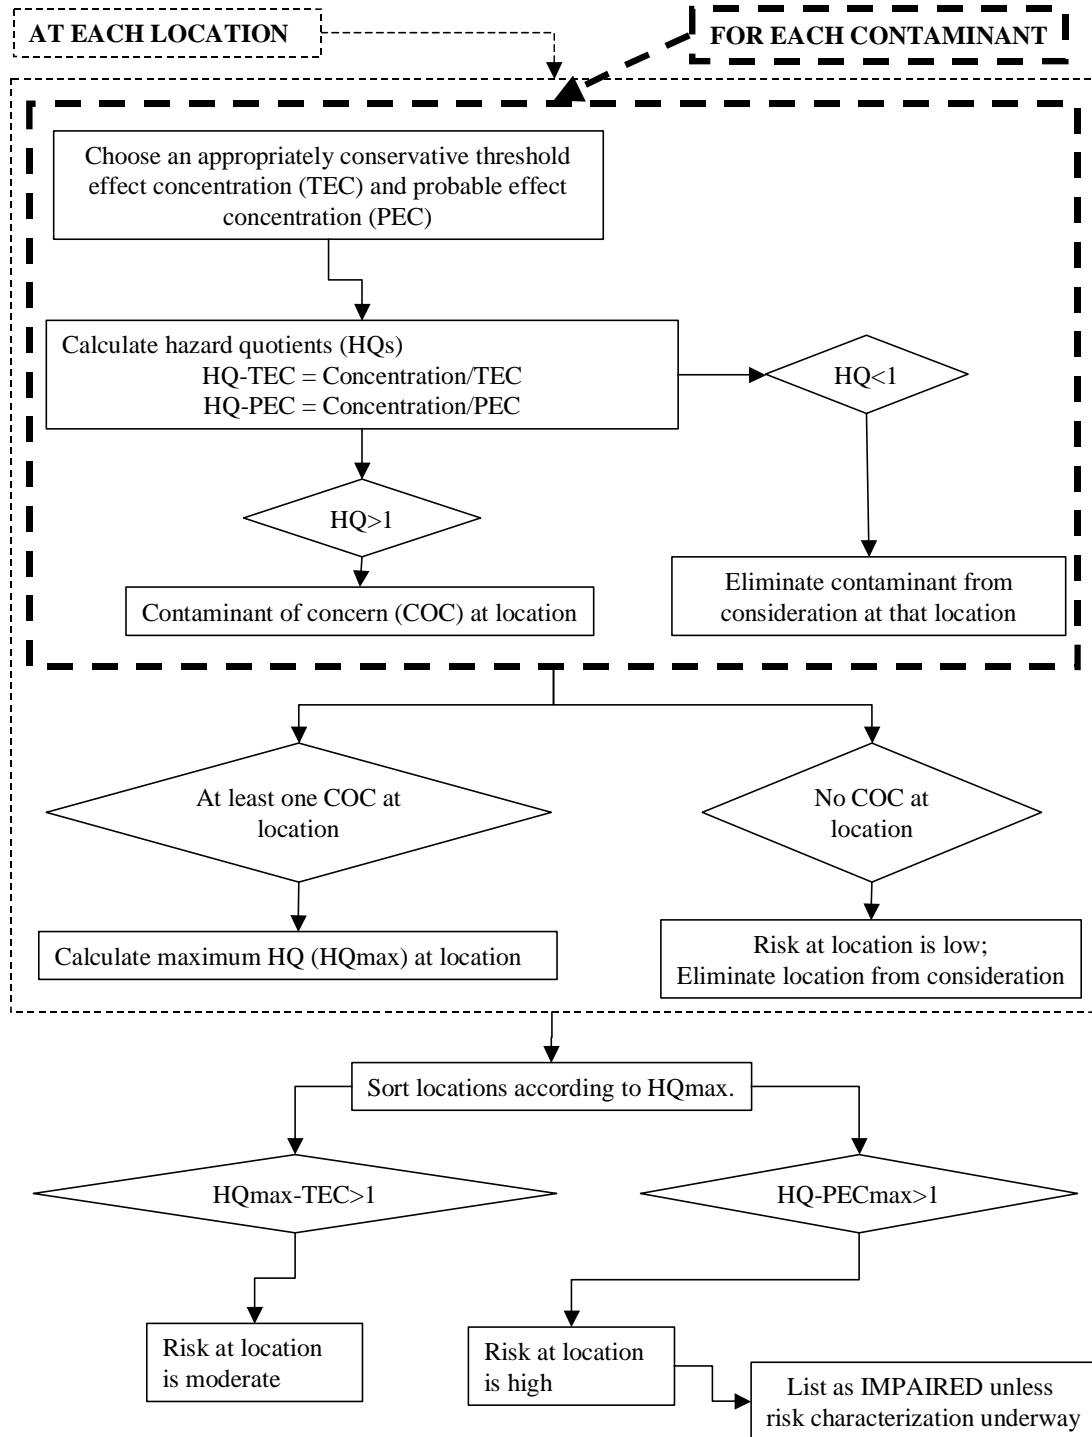 AT EACH LOCATION
FOR EACH CONTAMINANT
Choose an appropriately conservative threshold
effect concentration (TEC) and probable effect
concentration (PEC)
Calculate hazard quotients (HQs)
HQ-TEC = Concentration/TEC
HQ-PEC = Concentration/PEC
HQ<1
HQ>1
Contaminant of concern (COC) at location
Eliminate contaminant from
consideration at that location
At least one COC at
location
No COC at
location
Calculate maximum HQ (HQmax) at location
Risk at location is low;
Eliminate location from consideration
Sort locations according to HQmax.
HQmax-TEC>1
HQ-PECmax>1
Risk at location
is moderate
Risk at location
is high
List as IMPAIRED unless
risk characterization underway